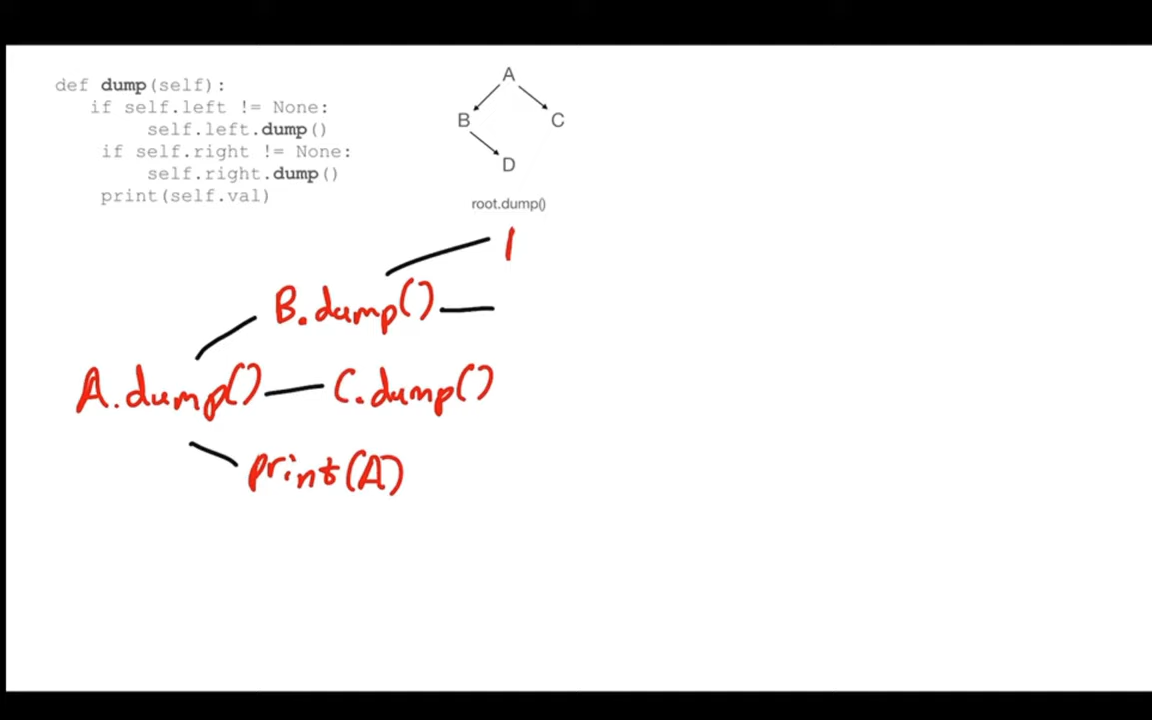 def dump(self):
if self.left != None:
self.left.dump()
if self.right != None:
self.right.dump()
print(self.val)
A
B
C
D
root.dump()
B.dump()
A.dump()
C.dump()
print(A)